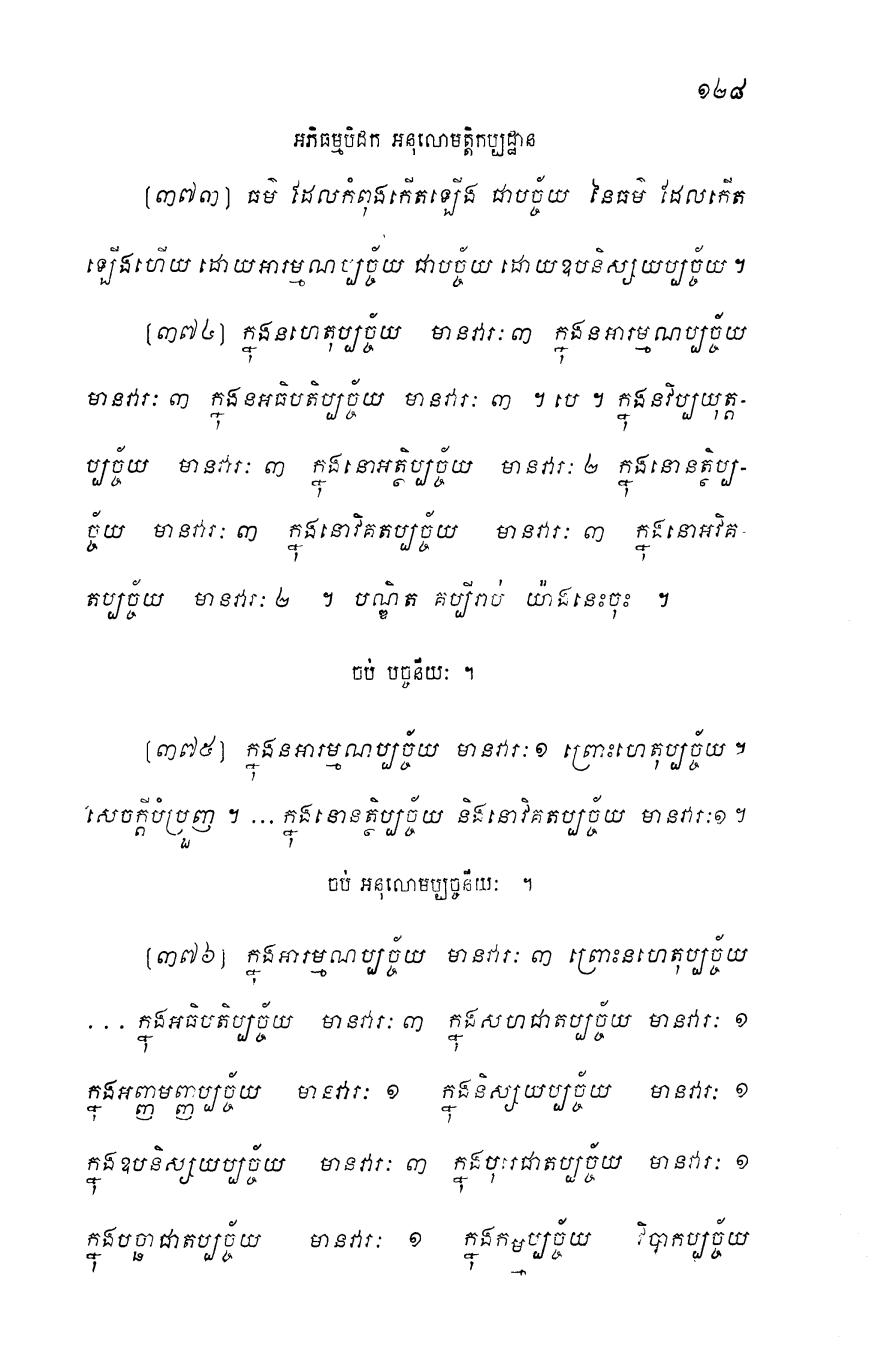 ១២៨
អភិធម្មបិដក អនុលោមត្តិកប្បដ្ឋាន
[៣៧៣] ធម៌ ដែលកំពុងកើតឡើង ជាបច្ច័យ នៃធម៌ ដែលកើត
ឡើងហើយ ដោយអារម្មណប្បច្ច័យ ជាបច្ច័យ ដោយឧបនិស្សយប្បច្ច័យ ។
[៣៧៤] ក្នុងនហេតុប្បច្ច័យ មានវារៈ ៣ ក្នុងនអារម្មណប្បច្ច័យ
មានវារៈ ៣ ក្នុងនអធិបតិប្បច្ច័យ មានវារៈ ៣ ។ បេ ។ ក្នុងនវិប្បយុត្ត-
ប្បច្ច័យ មានវារៈ ៣ ក្នុងនោអត្ថិប្បច្ច័យ មានវារៈ ២ ក្នុងនោនត្ថិប្ប-
ច្ច័យ មានវារៈ ៣ ក្នុងនោវិគតប្បច្ច័យ មានវារៈ ៣ ក្នុងនោអវិគ-
តប្បច្ច័យ មានវារៈ ២ ។ បណ្ឌិត គប្បីរាប់ យ៉ាងនេះចុះ ។
ចប់ បច្ចនីយៈ ។
[៣៧៥] ក្នុងនអារម្មណប្បច្ច័យ មានវារៈ ១ ព្រោះហេតុប្បច្ច័យ ។
សេចក្តីបំប្រួញ ។ ... ក្នុងនោនត្ថិប្បច្ច័យ និងនោវិគតប្បច្ច័យ មានវារៈ ១ ។
ចប់ អនុលោមប្បច្ចនីយៈ ។
[៣៧៦] ក្នុងអារម្មណប្បច្ច័យ មានវារៈ ៣ ព្រោះនហេតុប្បច្ច័យ
... ក្នុងអធិបតិប្បច្ច័យ មានវារៈ ៣ ក្នុងសហជាតប្បច្ច័យ មានវារៈ ១
ក្នុងអញ្ញមញ្ញប្បច្ច័យ មានវារៈ ១ ក្នុងនិស្សយប្បច្ច័យ មានវារៈ ១
ក្នុងឧបនិស្សយប្បច្ច័យ មានវារៈ ៣ ក្នុងបុរេជាតប្បច្ច័យ មានវារៈ ១
ក្នុងបច្ឆាជាតប្បច្ច័យ មានវារៈ ១ ក្នុងកម្មប្បច្ច័យ វិបាកប្បច្ច័យ